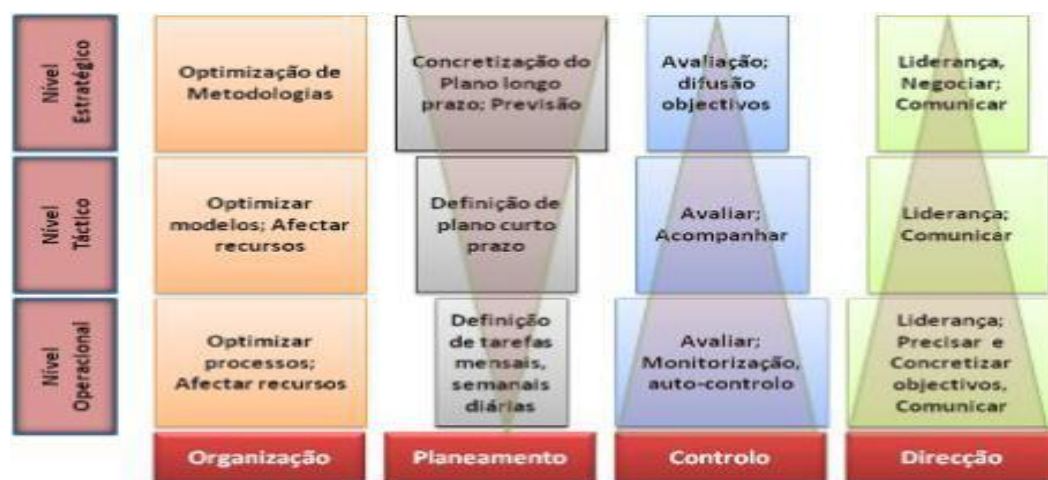 Nível
Estratégico
Optimização de
Metodologias
Concretização do
Plano longo
prazo; Previsão
Avaliação;
difusão
objectivos
Liderança,
Negociar;
Comunicar
Nível
Táctico
Optimizar
modelos; Afectar
recursos
Definição de
plano curto
prazo
Avaliar;
Acompanhar
Liderança;
Comunicar
Nível
Operacional
Optimizar
processos;
Afectar recursos
Definição
de tarefas
mensais,
semanais
diárias
Avaliar;
Monitorização,
auto-controlo
Liderança;
Precisar e
Concretizar
objectivos,
Comunicar
Organização
Planeamento
Controlo
Direcção